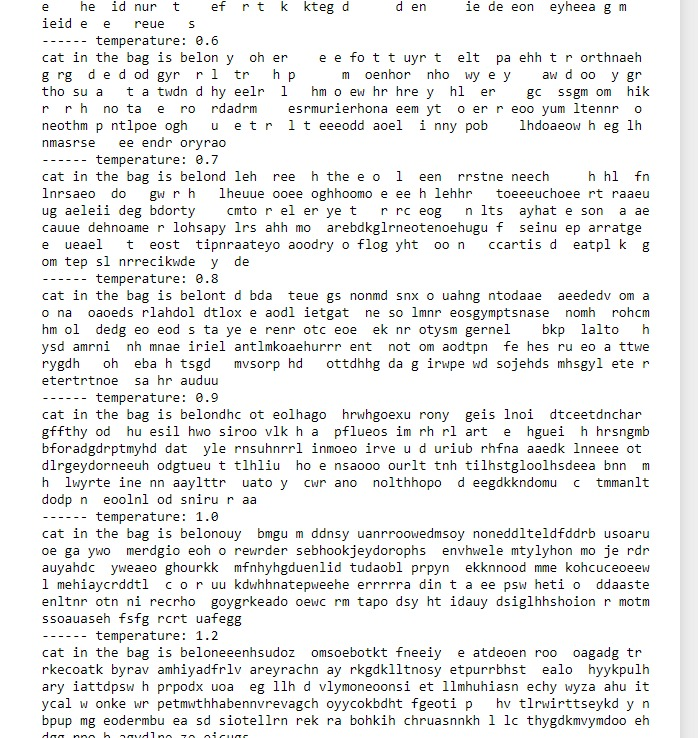 e    he  id nur  t    ef  r t  k  kteg d      d en     ie de eon  eyheea g m
ieid e  e   reue   s
------ temperature: 0.6
cat in the bag is belon y  oh er    e e fo t t uyr t  elt  pa ehh t r orthnaeh
g rg  d e d od gyr  r l  tr  h p      m  oenhor  nho  wy e y    aw d oo  y gr
tho su a   t a twdn d hy eelr  l   hm o ew hr hre y  hl  er    gc  ssgm om  hik
r  r h  no ta  e  ro  rdadrm    esrmurierhona eem yt  o er r eoo yum ltennr  o
neothm p ntlpoe ogh   u  e t r  l t eeeodd aoel  i nny pob    lhdoaeow h eg lh
nmasrse   ee endr oryrao
------ temperature: 0.7
cat in the bag is belond leh  ree  h the e o  l  een  rrstne neech     h hl  fn
lnrsaeo  do   gw r h   lheuue ooee oghhoomo e ee h lehhr   toeeeuchoee rt raaeu
ug aeleii deg bdorty    cmto r el er ye t   r rc eog   n lts  ayhat e son  a ae
cauue dehnoame r lohsapy lrs ahh mo  arebdkglrneotenoehugu f  seinu ep arratge
e  ueael   t  eost  tipnraateyo aoodry o flog yht  oo n   ccartis d  eatpl k  g
om tep sl nrrecikwde  y  de
------ temperature: 0.8
cat in the bag is belont d bda  teue gs nonmd snx o uahng ntodaae  aeededv om a
o na  oaoeds rlahdol dtlox e aodl ietgat  ne so lmnr eosgymptsnase  nomh  rohcm
hm ol  dedg eo eod s ta ye e renr otc eoe  ek nr otysm gernel    bkp  lalto   h
ysd amrni  nh mnae iriel antlmkoaehurrr ent  not om aodtpn  fe hes ru eo a ttwe
rygdh   oh  eba h tsgd   mvsorp hd   ottdhhg da g irwpe wd sojehds mhsgyl ete r
etertrtnoe  sa hr auduu
------ temperature: 0.9
cat in the bag is belondhc ot eolhago  hrwhgoexu rony  geis lnoi  dtceetdnchar
gffthy od  hu esil hwo siroo vlk h a  pflueos im rh rl art  e  hguei  h hrsngmb
bforadgdrptmyhd dat  yle rnsuhnrrl inmoeo irve u d uriub rhfna aaedk lnneee ot
dlrgeydorneeuh odgtueu t tlhliu  ho e nsaooo ourlt tnh tilhstgloolhsdeea bnn  m
h  lwyrte ine nn aaylttr  uato y  cwr ano  nolthhopo  d eegdkkndomu  c  tmmanlt
dodp n  eoolnl od sniru r aa
------ temperature: 1.0
cat in the bag is belonouy  bmgu m ddnsy uanrroowedmsoy noneddlteldfddrb usoaru
oe ga ywo  merdgio eoh o rewrder sebhookjeydorophs  envhwele mtylyhon mo je rdr
auyahdc  yweaeo ghourkk  mfnhyhgduenlid tudaobl prpyn  ekknnood mme kohcuceoeew
l mehiaycrddtl  c o r uu kdwhhnatepweehe errrrra din t a ee psw heti o  ddaaste
enltnr otn ni recrho  goygrkeado oewc rm tapo dsy ht idauy dsiglhhshoion r motm
ssoauaseh fsfg rcrt uafegg
------ temperature: 1.2
cat in the bag is beloneeenhsudoz  omsoebotkt fneeiy  e atdeoen roo  oagadg tr
rkecoatk byrav amhiyadfrlv areyrachn ay rkgdklltnosy etpurrbhst  ealo  hyykpulh
ary iattdpsw h prpodx uoa  eg llh d vlymoneoonsi et llmhuhiasn echy wyza ahu it
ycal w onke wr petmwthhabennvrevagch oyycokbdht fgeoti p   hv tlrwirttseykd y n
bpup mg eodermbu ea sd siotellrn rek ra bohkih chruasnnkh l lc thygdkmvymdoo eh